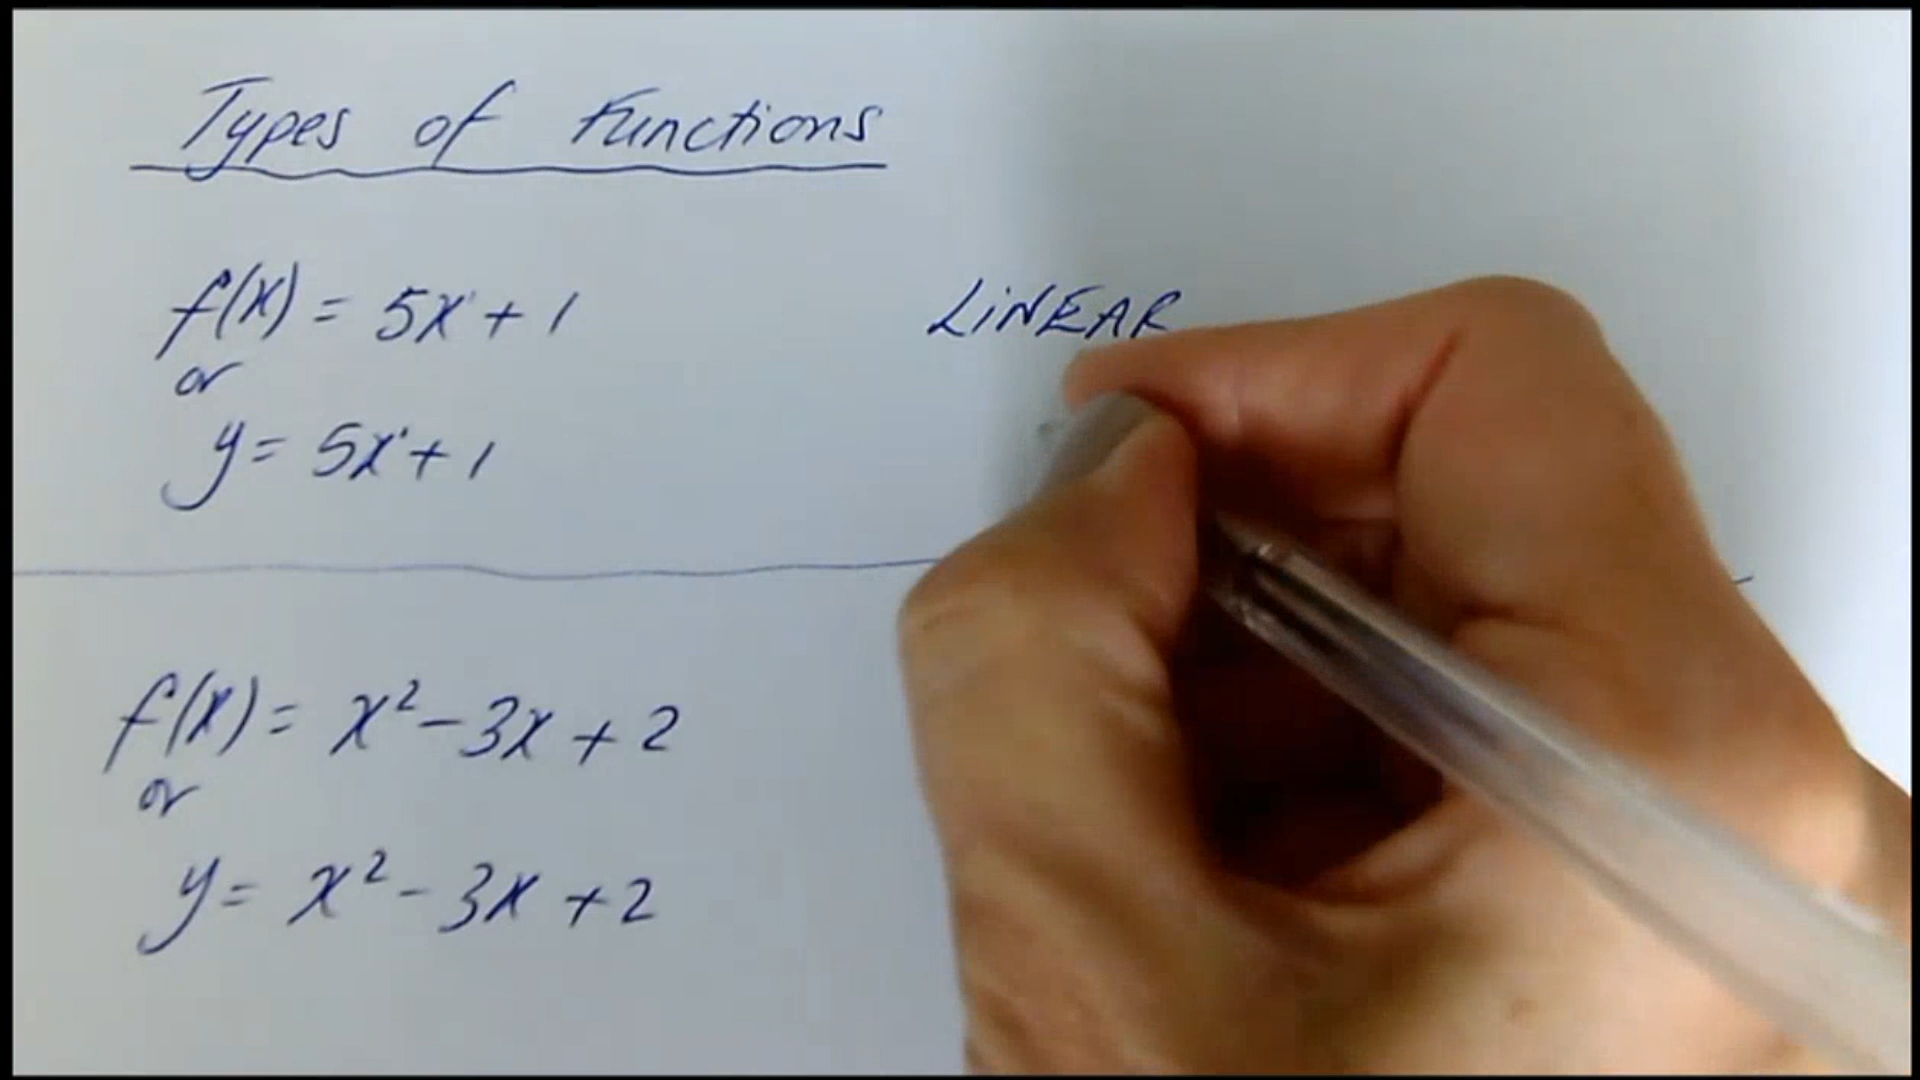 Types of Functions
f(x) = 5x + 1
LiNEAR
or
y = 5x + 1
f(x) = x² - 3x + 2
or
y = x² - 3x + 2